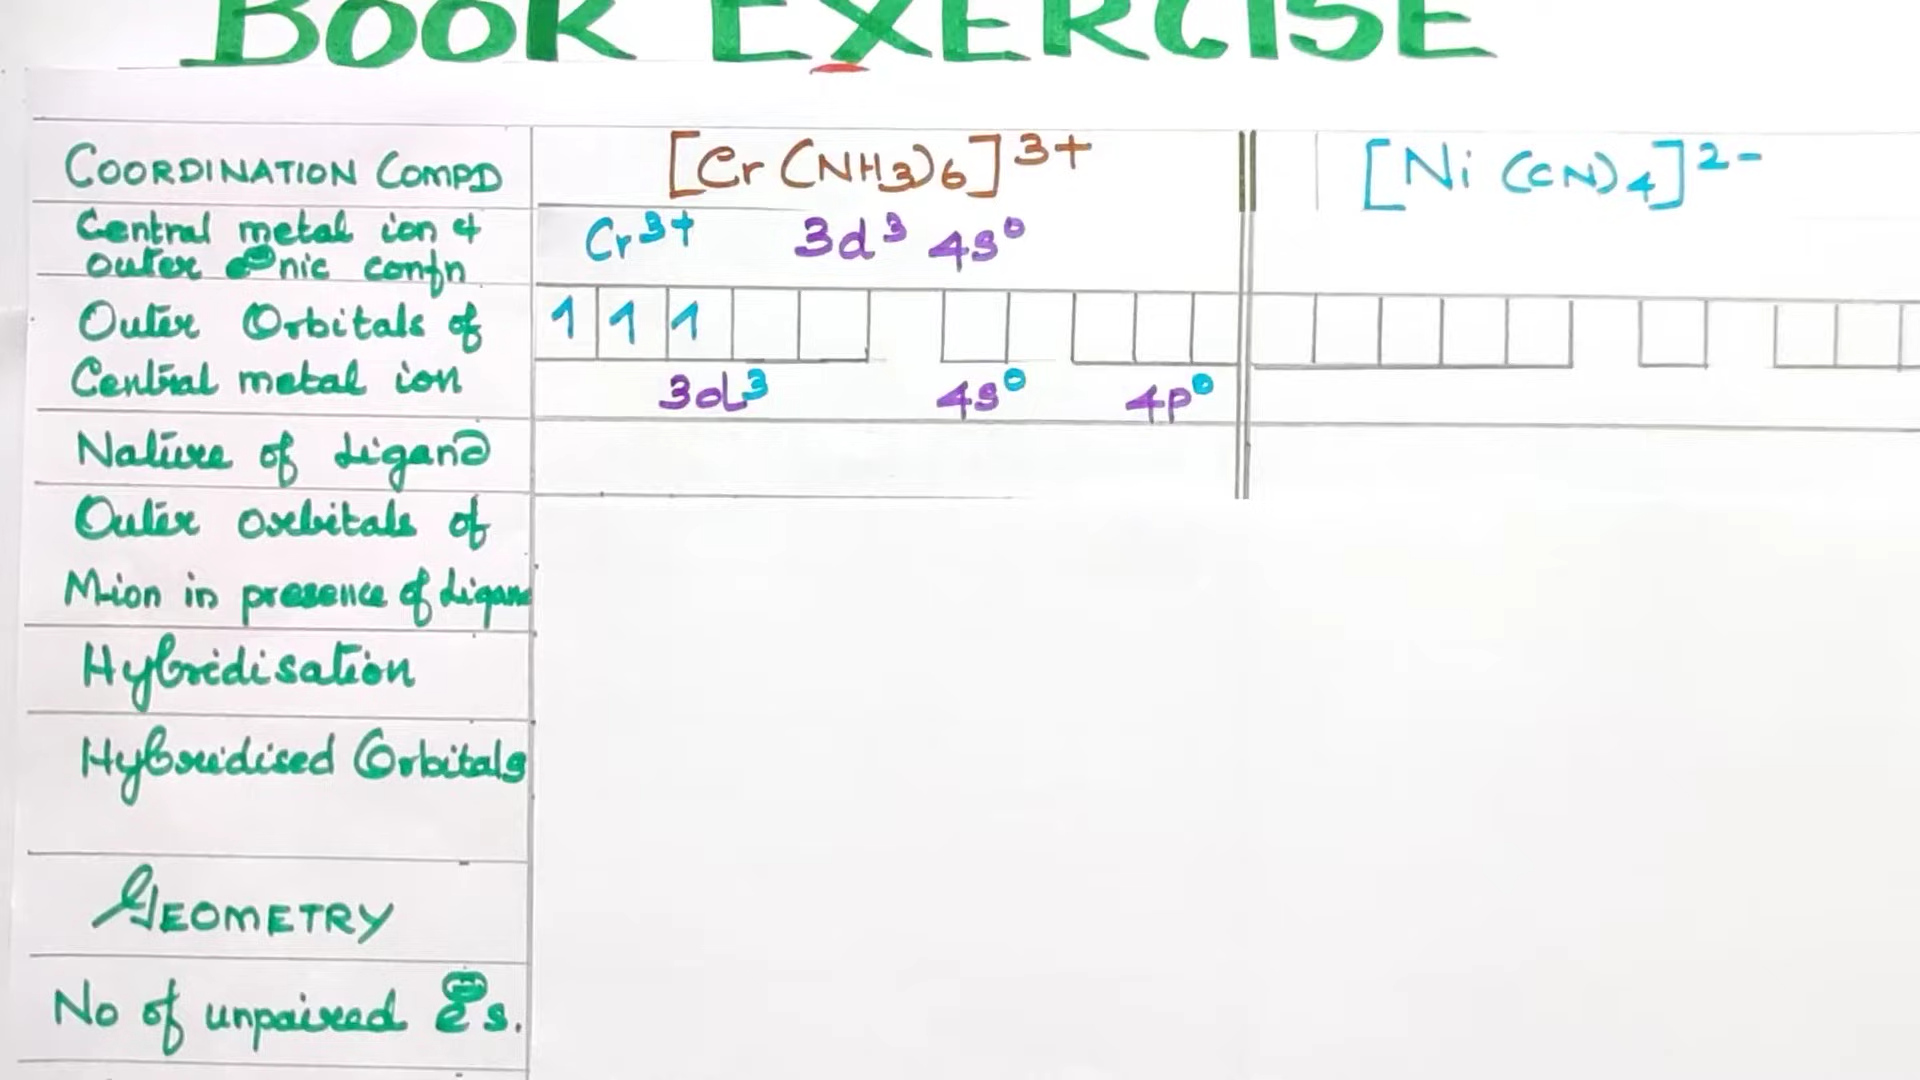 BOOK EXERCISE
COORDINATION COMPD
[Cr(NH3)6]3+
[Ni(CN)4]2-
Central metal ion &
outer enic confn
Cr3+ 3d3 4s0
1 1 1
Outer Orbitals of
Central metal ion
3d3 4s0 4p0
Nature of Ligand
Outer orbitals of
M-ion in presence of Ligand
Hybridisation
Hybridised Orbitals
GEOMETRY
No of unpaired es.